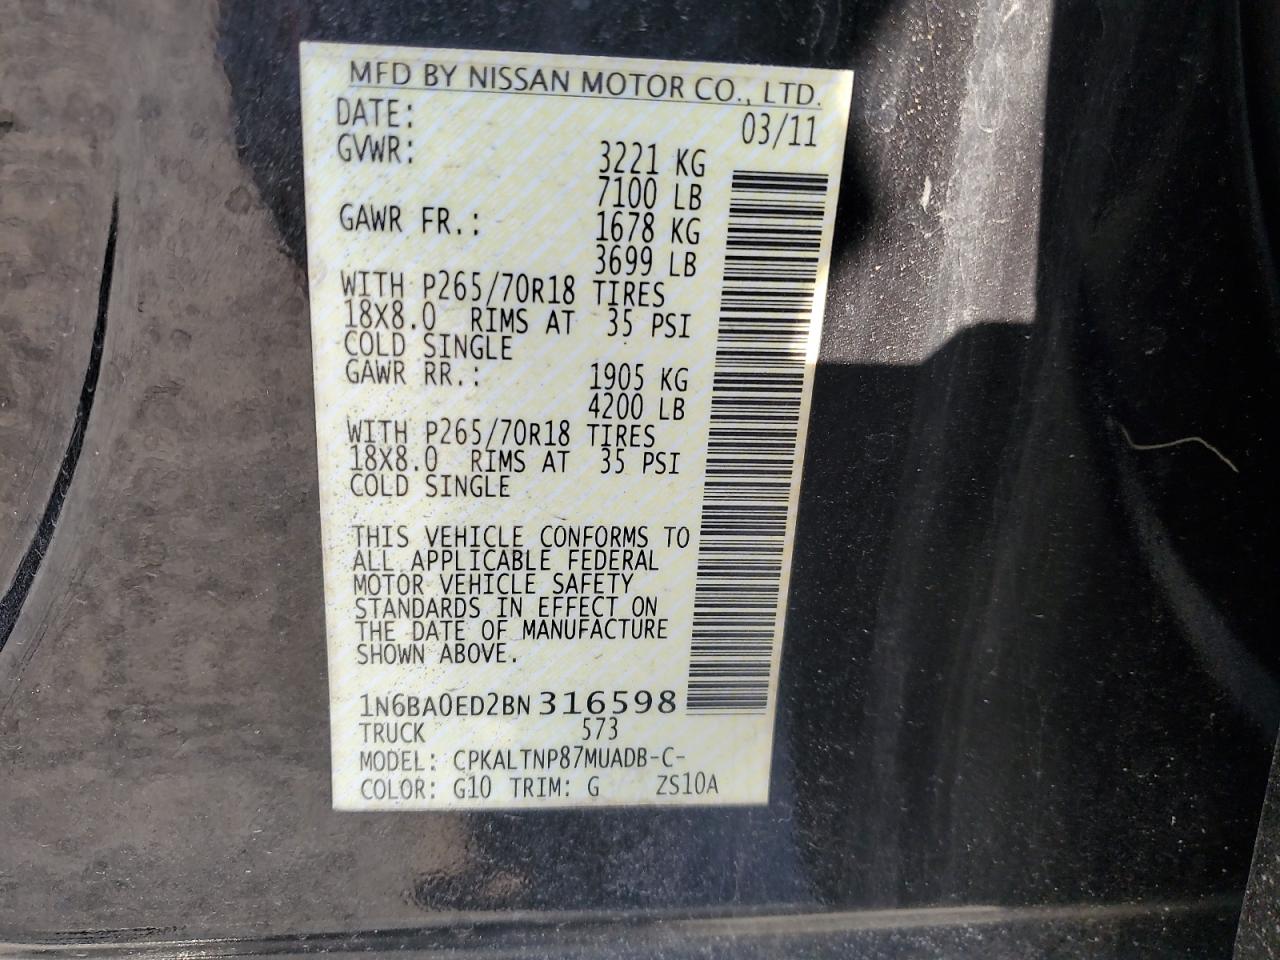 MFD BY NISSAN MOTOR CO., LTD.
DATE: 03/11
GVWR: 3221 KG
7100 LB
GAWR FR.: 1678 KG
3699 LB
WITH P265/70R18 TIRES
18X8.0 RIMS AT 35 PSI
COLD SINGLE
GAWR RR.: 1905 KG
4200 LB
WITH P265/70R18 TIRES
18X8.0 RIMS AT 35 PSI
COLD SINGLE
THIS VEHICLE CONFORMS TO
ALL APPLICABLE FEDERAL
MOTOR VEHICLE SAFETY
STANDARDS IN EFFECT ON
THE DATE OF MANUFACTURE
SHOWN ABOVE.
1N6BA0ED2BN316598
TRUCK 573
MODEL: CPKALTNP87MUADB-C-
COLOR: G10 TRIM: G ZS10A